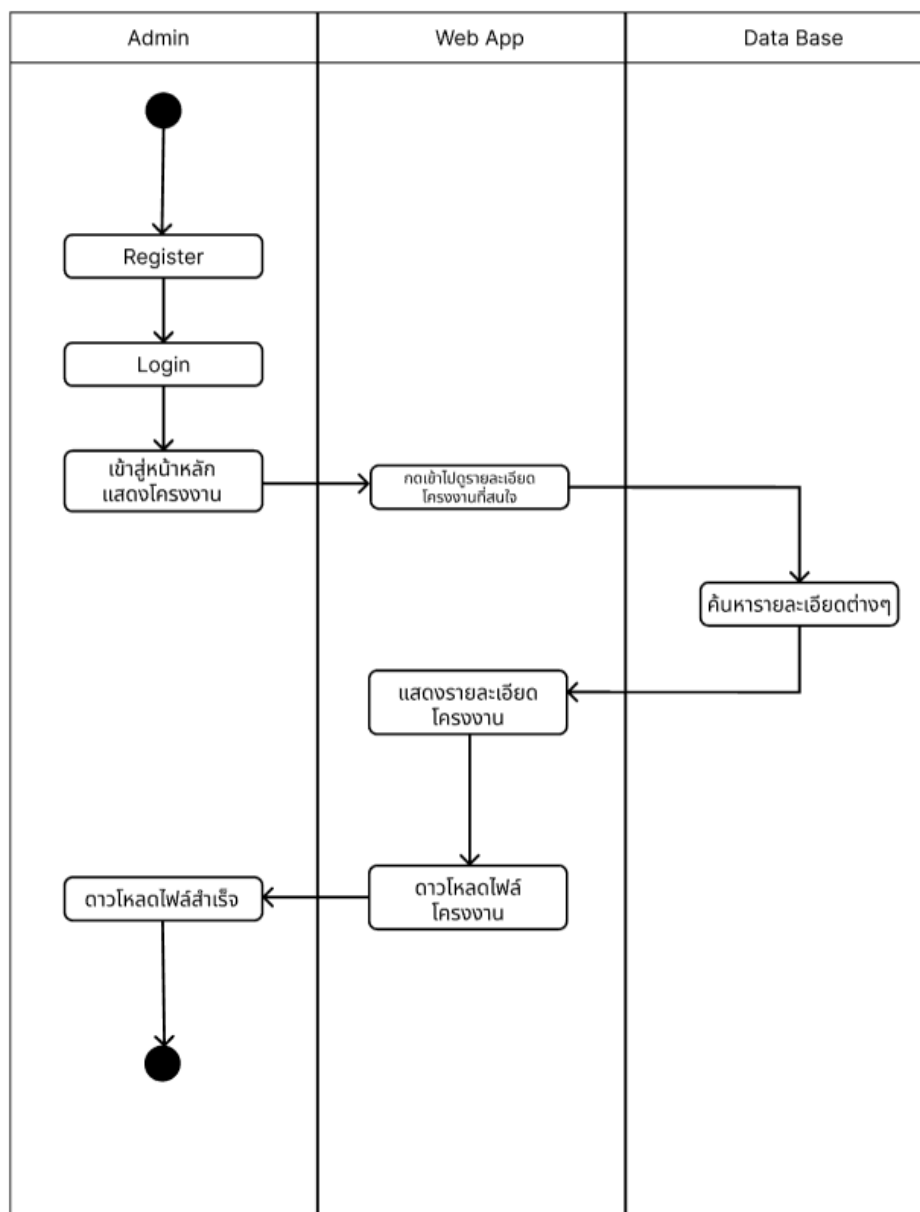 Admin
Web App
Data Base
Register
Login
เข้าสู่หน้าหลัก
แสดงโครงงาน
กดเข้าไปดูรายละเอียด
โครงงานที่สนใจ
ค้นหารายละเอียดต่างๆ
แสดงรายละเอียด
โครงงาน
ดาวโหลดไฟล์
โครงงาน
ดาวโหลดไฟล์สำเร็จ